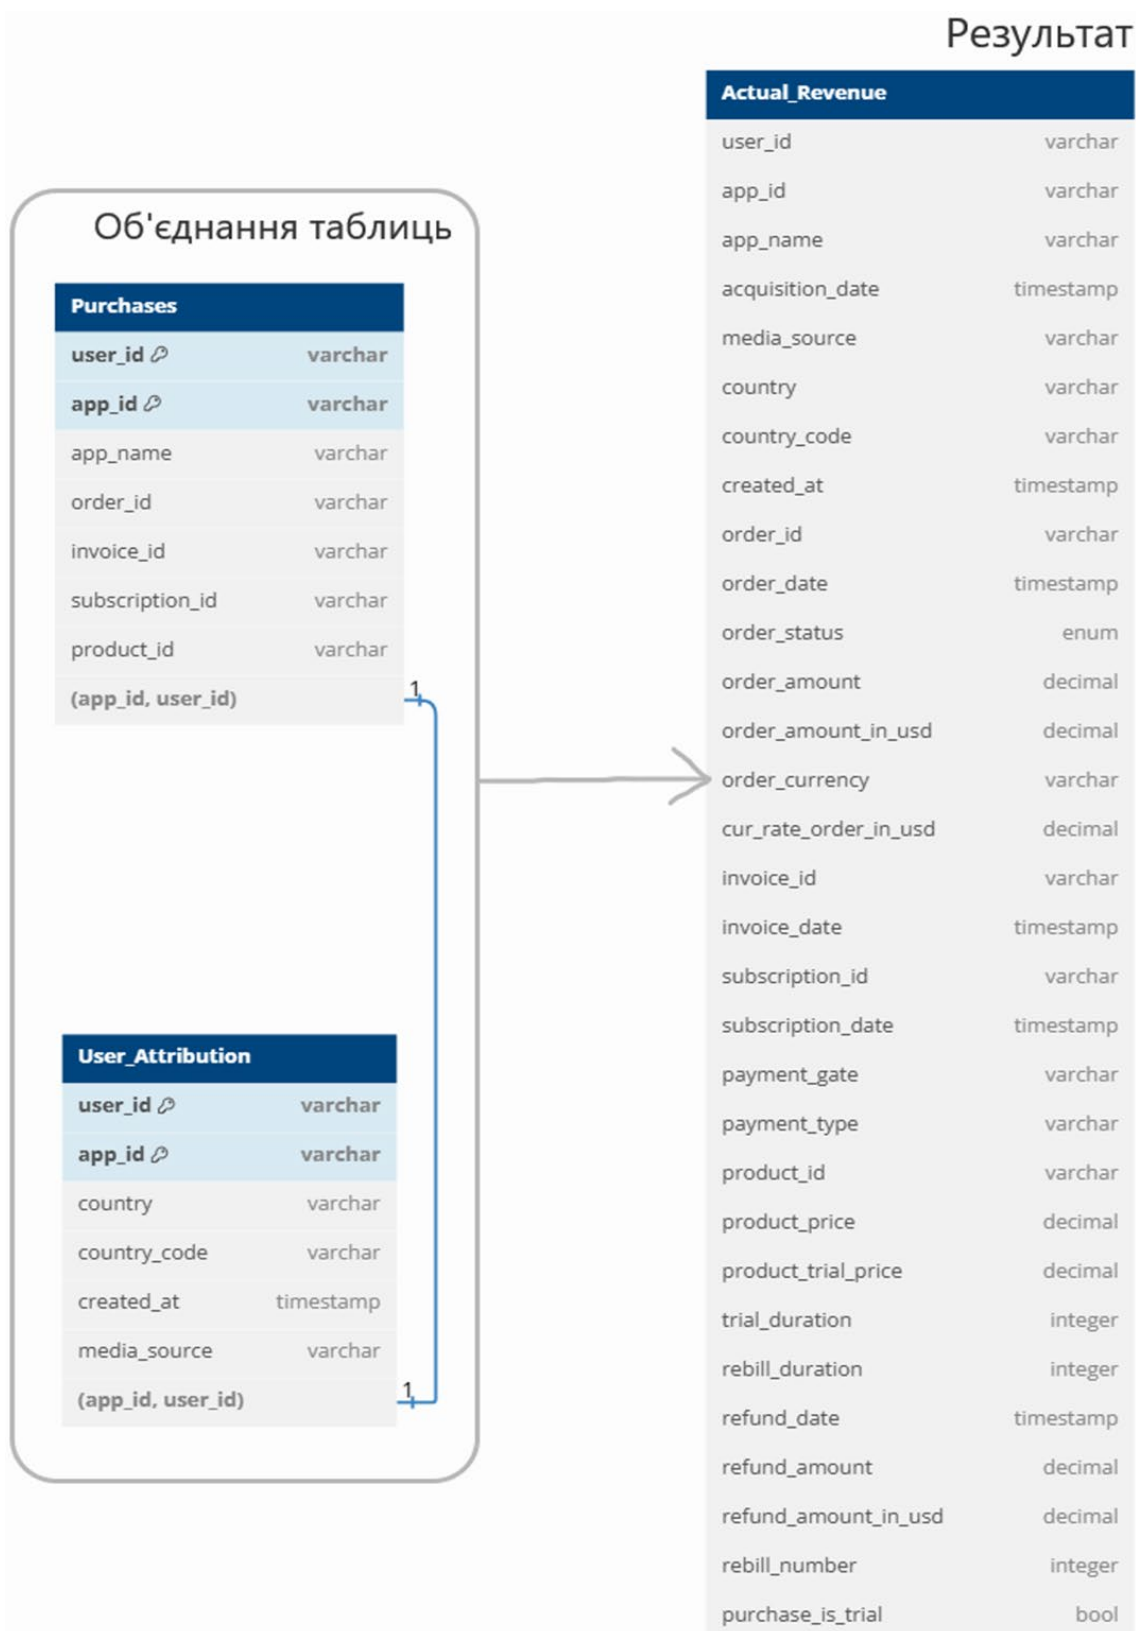 Результат
Об'єднання таблиць
Purchases
user_id varchar
app_id varchar
app_name varchar
order_id varchar
invoice_id varchar
subscription_id varchar
product_id varchar
(app_id, user_id)
1
User_Attribution
user_id varchar
app_id varchar
country varchar
country_code varchar
created_at timestamp
media_source varchar
(app_id, user_id)
1
Actual_Revenue
user_id varchar
app_id varchar
app_name varchar
acquisition_date timestamp
media_source varchar
country varchar
country_code varchar
created_at timestamp
order_id varchar
order_date timestamp
order_status enum
order_amount decimal
order_amount_in_usd decimal
order_currency varchar
cur_rate_order_in_usd decimal
invoice_id varchar
invoice_date timestamp
subscription_id varchar
subscription_date timestamp
payment_gate varchar
payment_type varchar
product_id varchar
product_price decimal
product_trial_price decimal
trial_duration integer
rebill_duration integer
refund_date timestamp
refund_amount decimal
refund_amount_in_usd decimal
rebill_number integer
purchase_is_trial bool